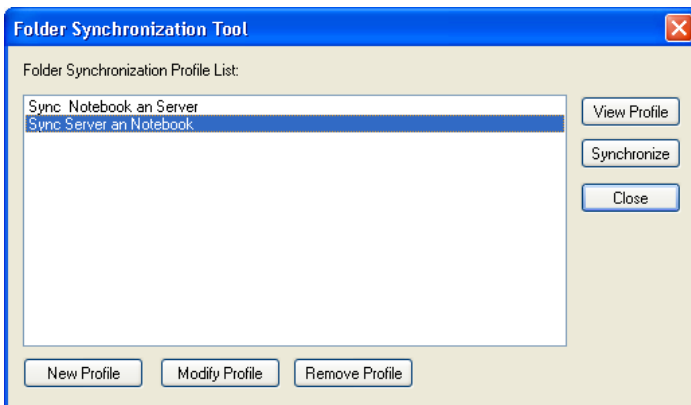 Folder Synchronization Tool
Folder Synchronization Profile List:
Sync  Notebook an Server
Sync Server an Notebook
View Profile
Synchronize
Close
New Profile
Modify Profile
Remove Profile